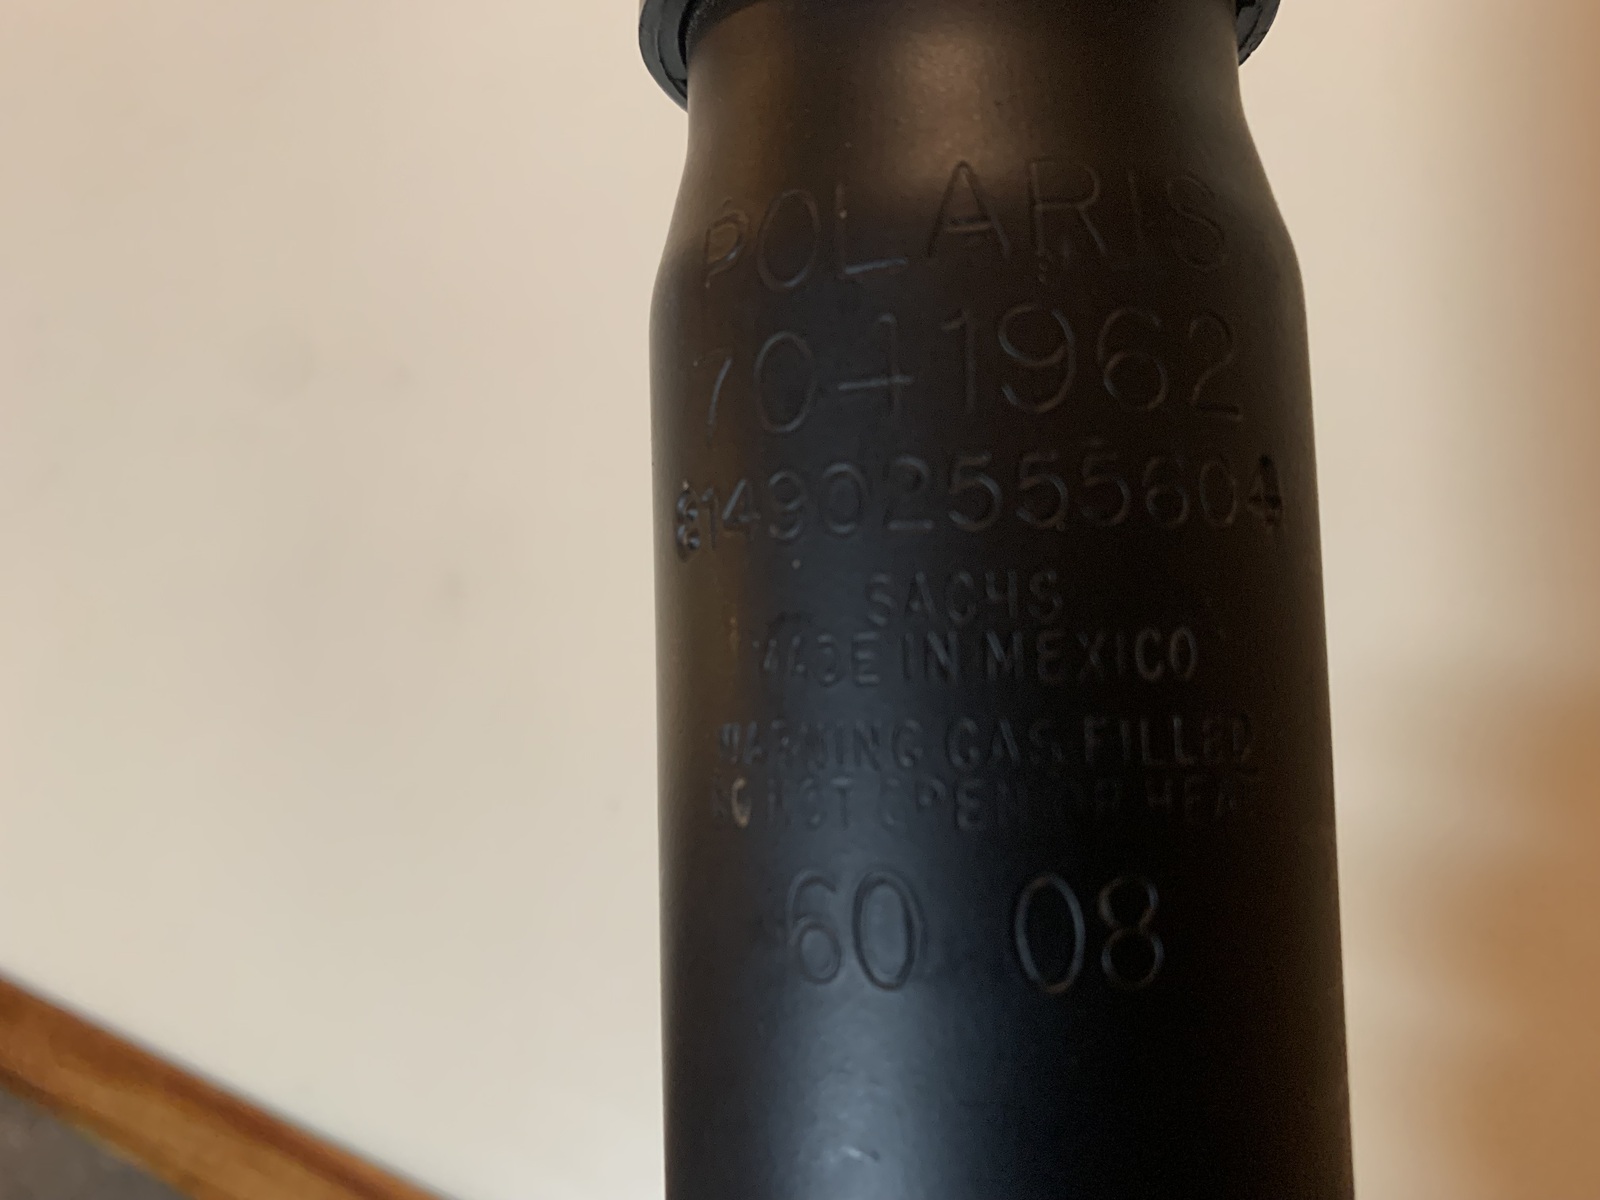 POLARIS
7041962
814902555604
SACHS
MADE IN MEXICO
WARNING GAS FILLED
DO NOT OPEN OR HEAT
60 08